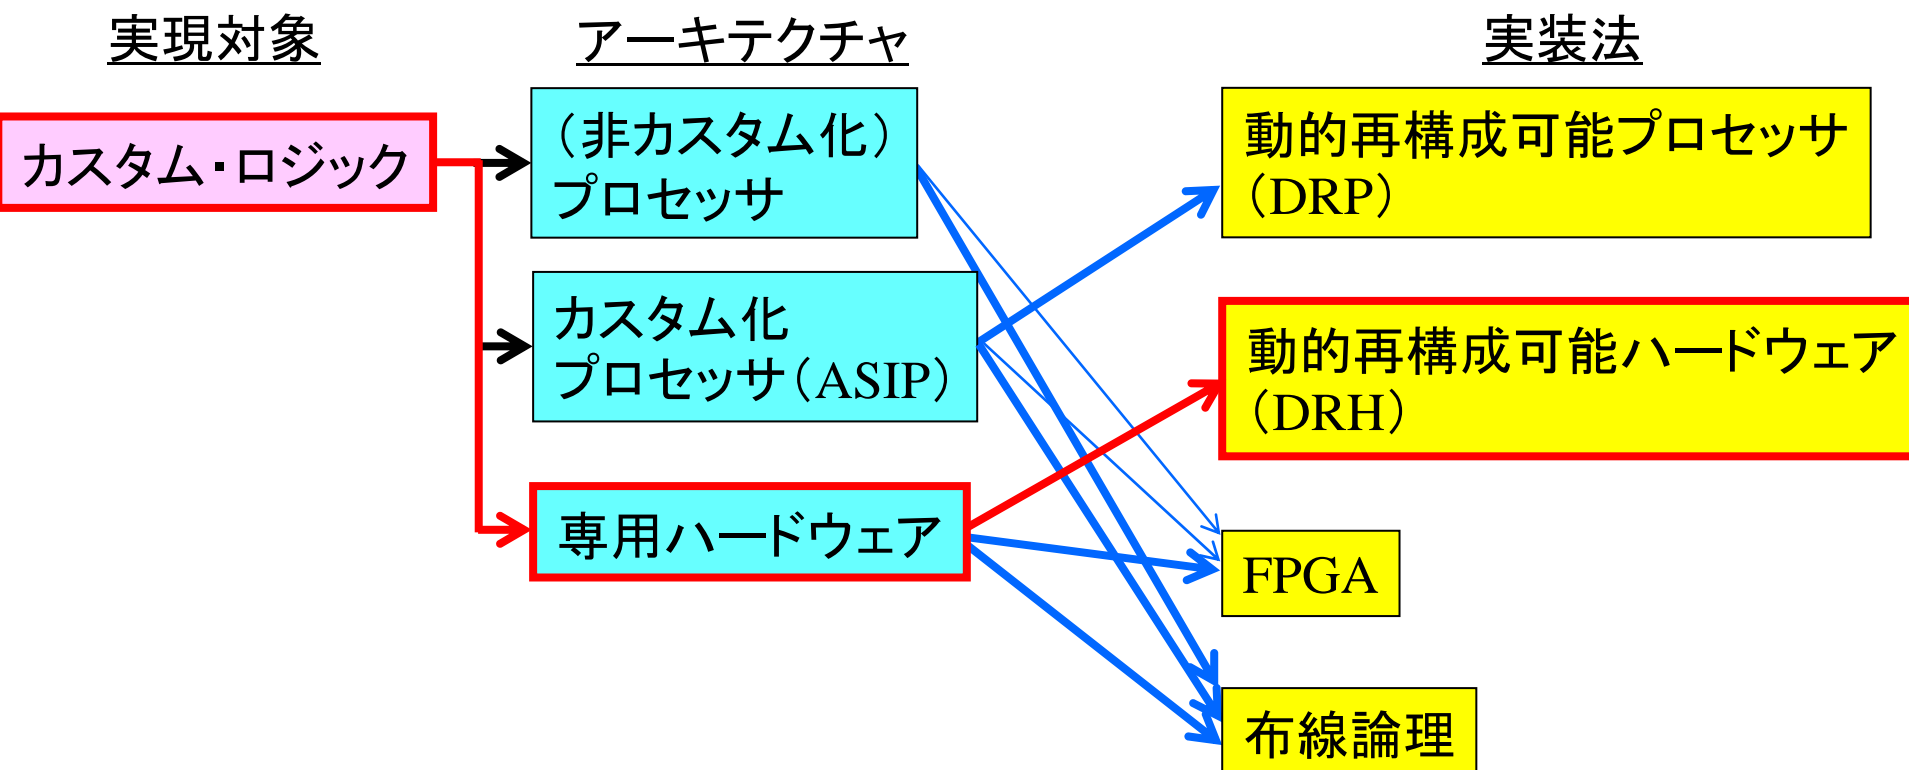 実現対象
アーキテクチャ
実装法
カスタム・ロジック
（非カスタム化）
プロセッサ
カスタム化
プロセッサ（ASIP）
専用ハードウェア
動的再構成可能プロセッサ
（DRP）
動的再構成可能ハードウェア
（DRH）
FPGA
布線論理